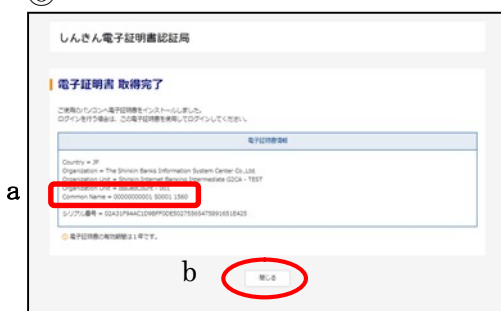 しんきん電子証明書認証局
電子証明書 取得完了
ご使用のパソコンへ電子証明書をインストールしました。
ログインを行う場合は、この電子証明書を使用してログインしてください。
電子証明書情報
Country = JP
Organization = The Shinkin Banks Information System Center Co.,Ltd.
Organization Unit = Shinkin Internet Banking Intermediate G2CA - TEST
Organization Unit =
a
Common Name = 00000000001 50001 1560
シリアル番号 =
電子証明書の有効期間は1年です。
b
閉じる